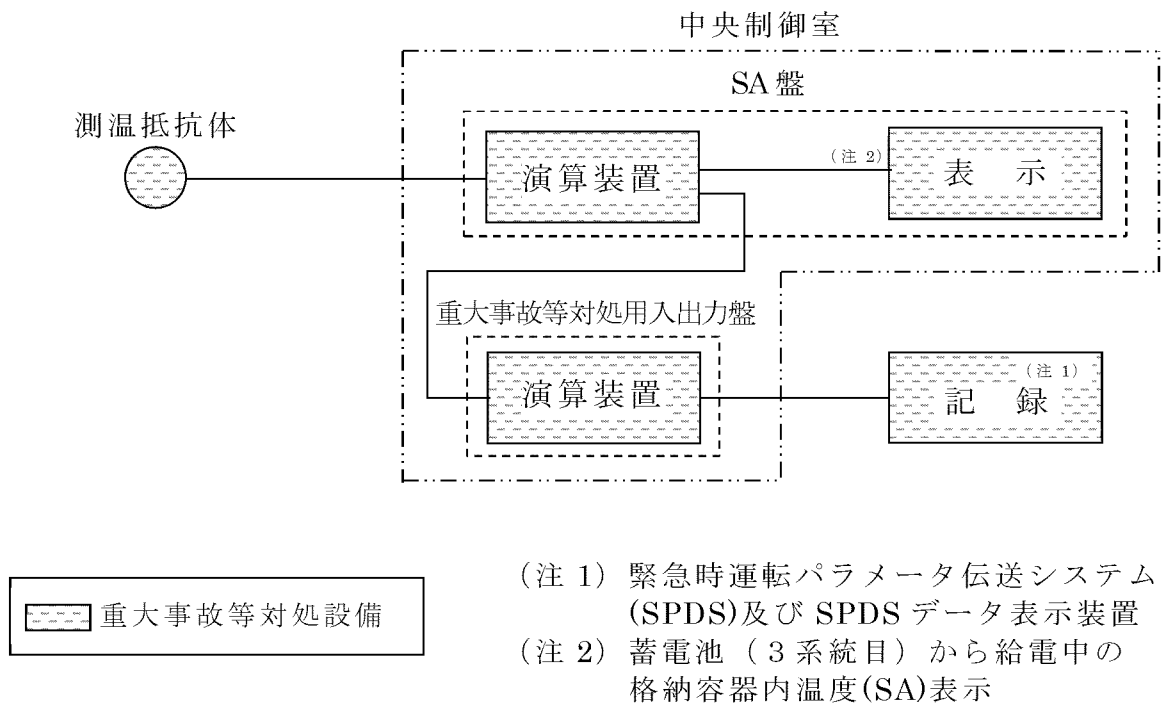 中央制御室
SA盤
測温抵抗体
演算装置
(注 2)
表 示
重大事故等対処用入出力盤
演算装置
(注 1)
記 録
重大事故等対処設備
(注 1) 緊急時運転パラメータ伝送システム
(SPDS)及び SPDS データ表示装置
(注 2) 蓄電池（３系統目）から給電中の
格納容器内温度(SA)表示